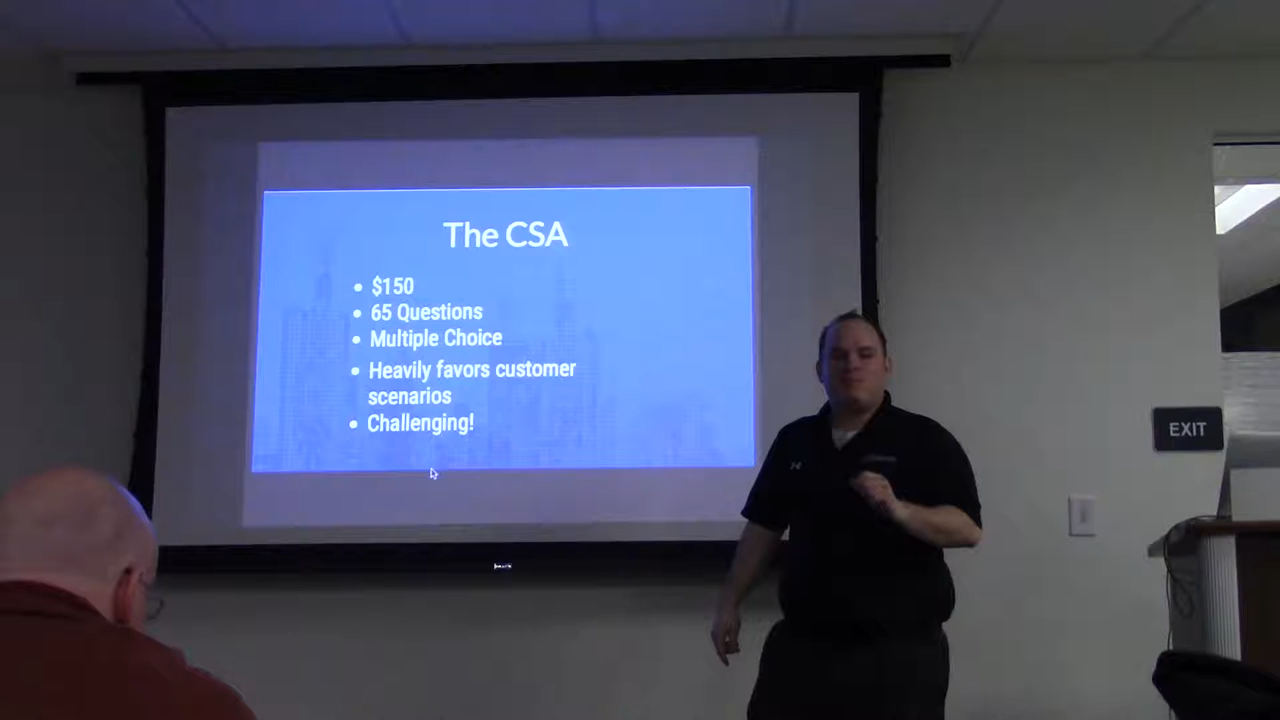 The CSA
• $150
• 65 Questions
• Multiple Choice
• Heavily favors customer
scenarios
• Challenging!
EXIT